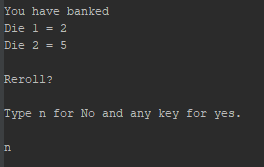 You have banked
Die 1 = 2
Die 2 = 5
Reroll?
Type n for No and any key for yes.
n